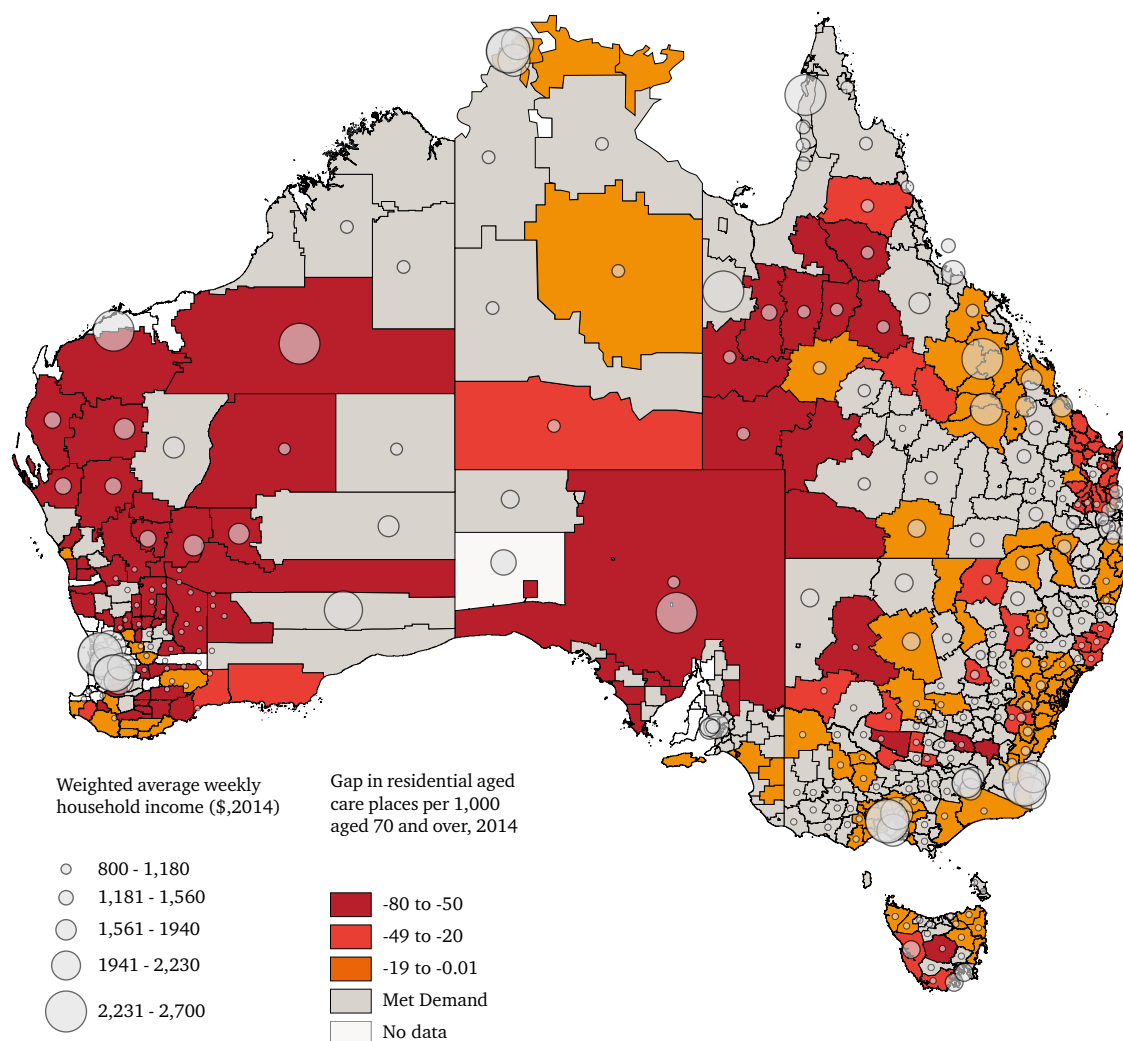 Weighted average weekly
household income ($,2014)
800 - 1,180
1,181 - 1,560
1,561 - 1940
1941 - 2,230
2,231 - 2,700
Gap in residential aged
care places per 1,000
aged 70 and over, 2014
-80 to -50
-49 to -20
-19 to -0.01
Met Demand
No data